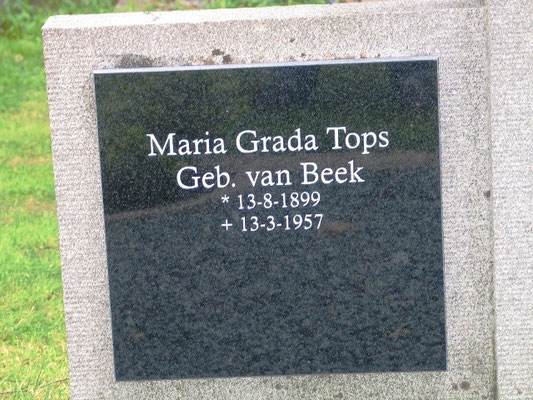 Maria Grada Tops
Geb. van Beek
* 13-8-1899
+ 13-3-1957